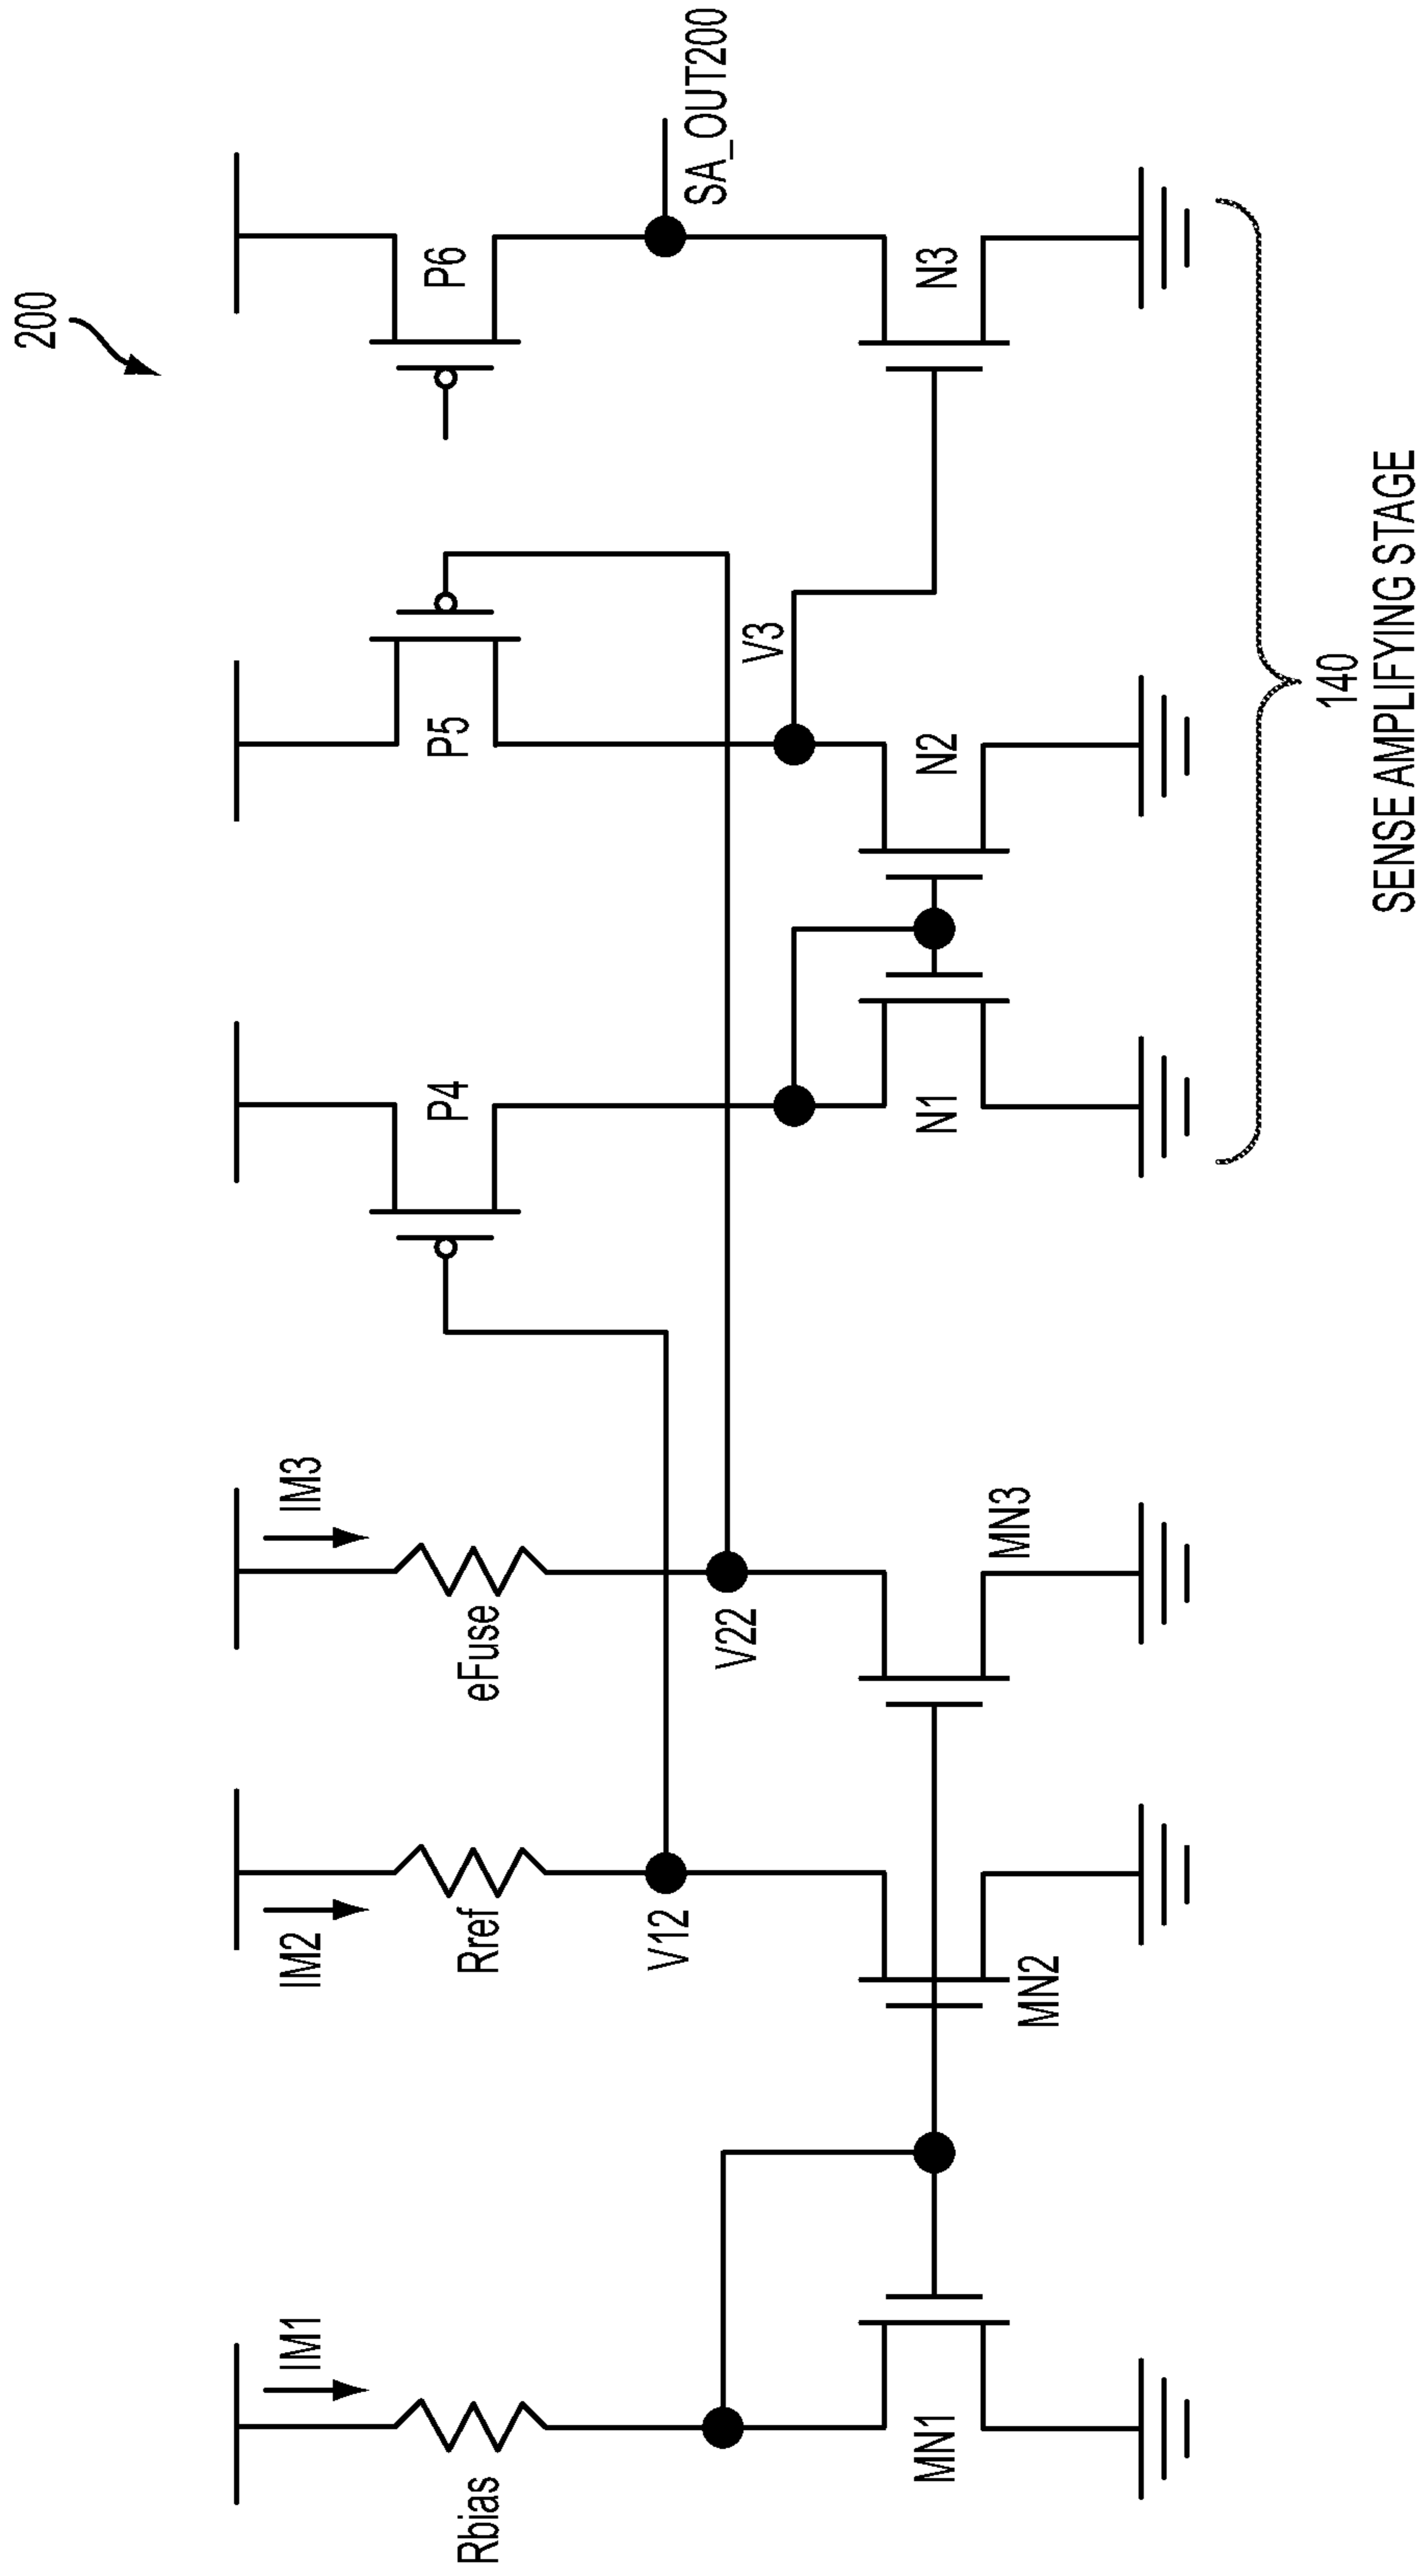 200
IM1
IM2
IM3
Rbias
Rref
eFuse
P4
P5
P6
V12
V22
V3
SA_OUT200
MN1
MN2
MN3
N1
N2
N3
140
SENSE AMPLIFYING STAGE